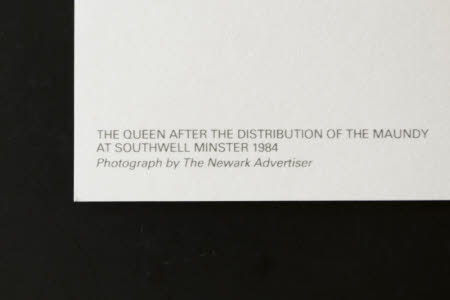 THE QUEEN AFTER THE DISTRIBUTION OF THE MAUNDY
AT SOUTHWELL MINSTER 1984
Photograph by The Newark Advertiser